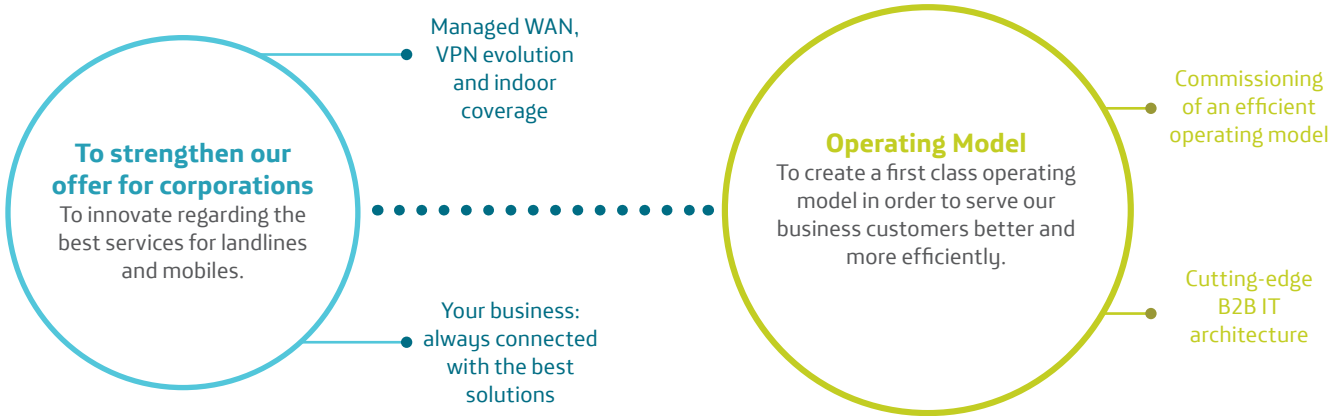 Managed WAN,
VPN evolution
and indoor
coverage
To strengthen our
offer for corporations
To innovate regarding the
best services for landlines
and mobiles.
Your business:
always connected
with the best
solutions
Operating Model
To create a first class operating
model in order to serve our
business customers better and
more efficiently.
Commissioning
of an efficient
operating model
Cutting-edge
B2B IT
architecture